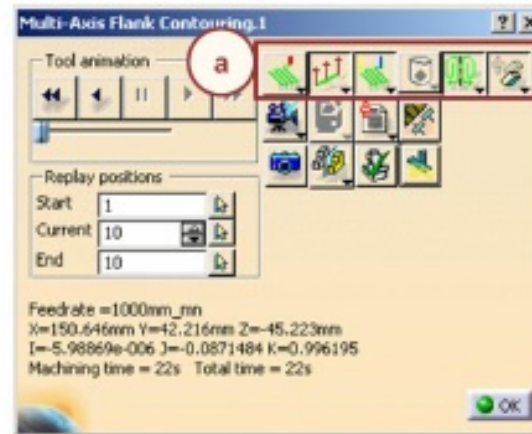 Multi-Axis Flank Contouring.1
Tool animation
a
Replay positions
Start 1
Current 10
End 10
Feedrate =1000mm_mn
X=150.646mm Y=42.216mm Z=-45.223mm
I=-5.98869e-006 J=-0.0871484 K=0.996195
Machining time = 22s Total time = 22s
OK